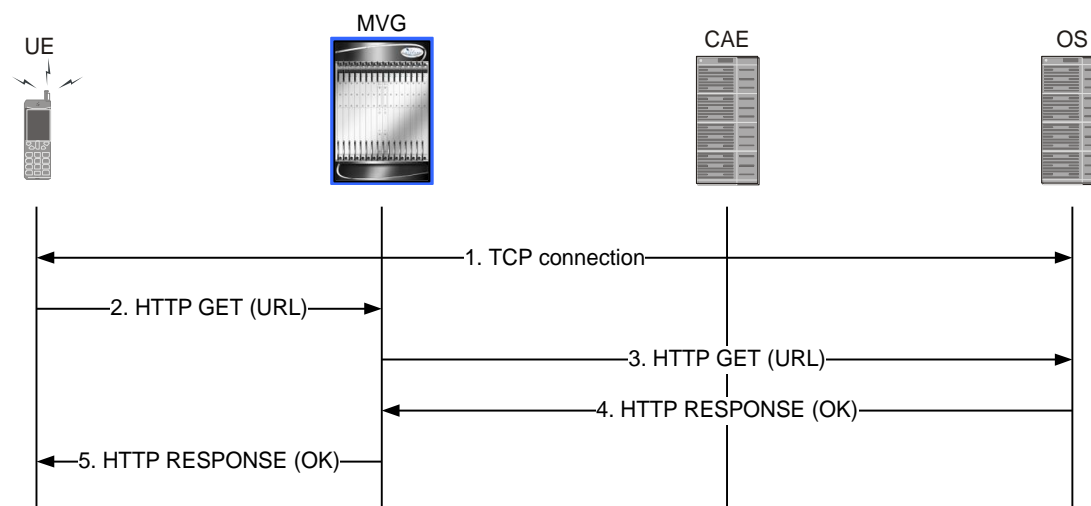 UE
MVG
CAE
OS
1. TCP connection
2. HTTP GET (URL)
3. HTTP GET (URL)
4. HTTP RESPONSE (OK)
5. HTTP RESPONSE (OK)